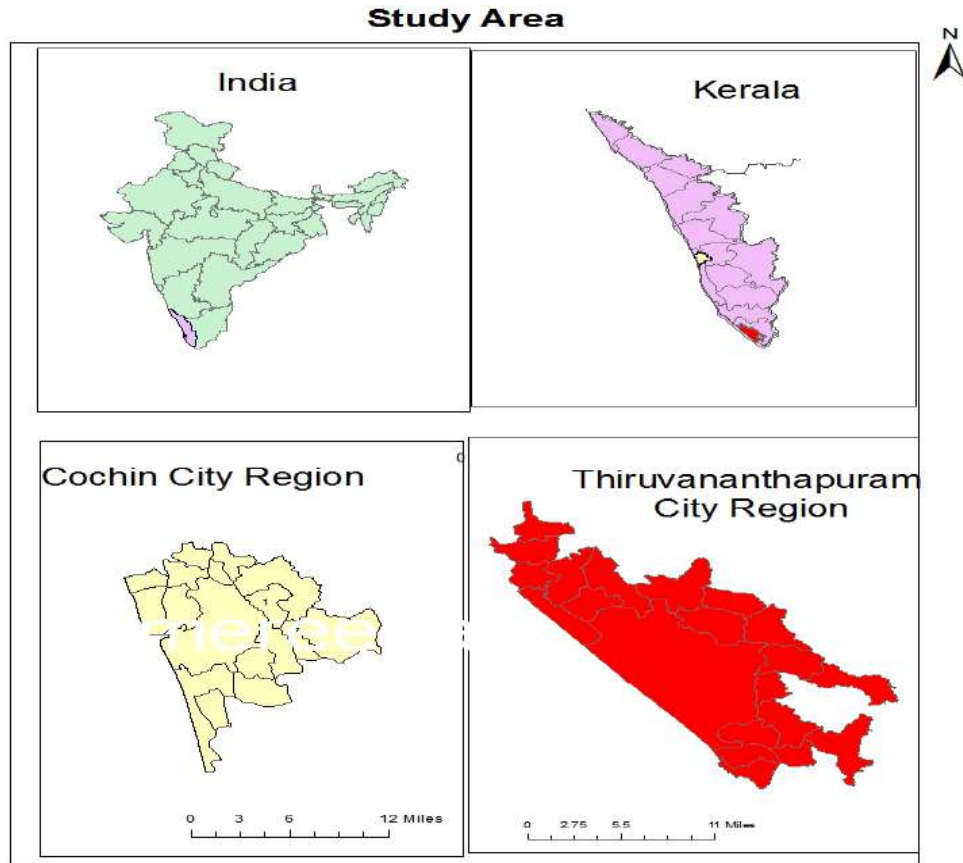 Study Area
N
India
Kerala
Cochin City Region
0
Thiruvananthapuram
City Region
0 3 6 12 Miles
0 2.75 5.5 11 Miles